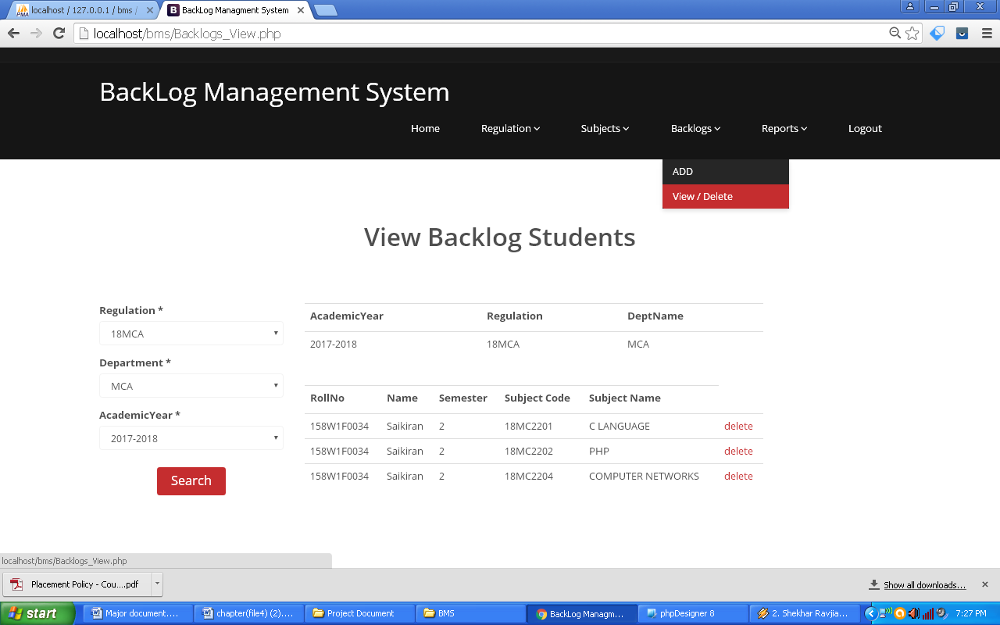 localhost / 127.0.0.1 / bms /
BackLog Managment System
localhost/bms/Backlogs_View.php
BackLog Management System
Home Regulation Subjects Backlogs Reports Logout
ADD
View / Delete
View Backlog Students
Regulation *
18MCA
Department *
MCA
AcademicYear *
2017-2018
Search
AcademicYear Regulation DeptName
2017-2018 18MCA MCA
RollNo Name Semester Subject Code Subject Name
158W1F0034 Saikiran 2 18MC2201 C LANGUAGE delete
158W1F0034 Saikiran 2 18MC2202 PHP delete
158W1F0034 Saikiran 2 18MC2204 COMPUTER NETWORKS delete
localhost/bms/Backlogs_View.php
Placement Policy - Cou....pdf Show all downloads...
start Major document.... chapter(file4) (2).... Project Document BMS BackLog Managm... phpDesigner 8 2. Shekhar Ravjia... 7:27 PM